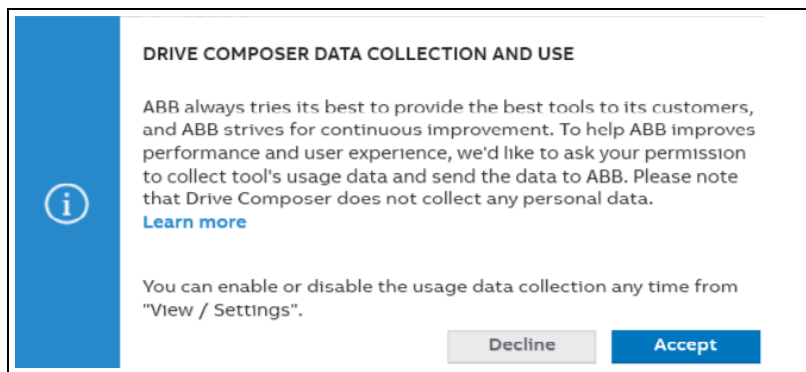 DRIVE COMPOSER DATA COLLECTION AND USE
ABB always tries its best to provide the best tools to its customers,
and ABB strives for continuous improvement. To help ABB improves
performance and user experience, we'd like to ask your permission
to collect tool's usage data and send the data to ABB. Please note
that Drive Composer does not collect any personal data.
Learn more
You can enable or disable the usage data collection any time from
"View / Settings".
Decline Accept